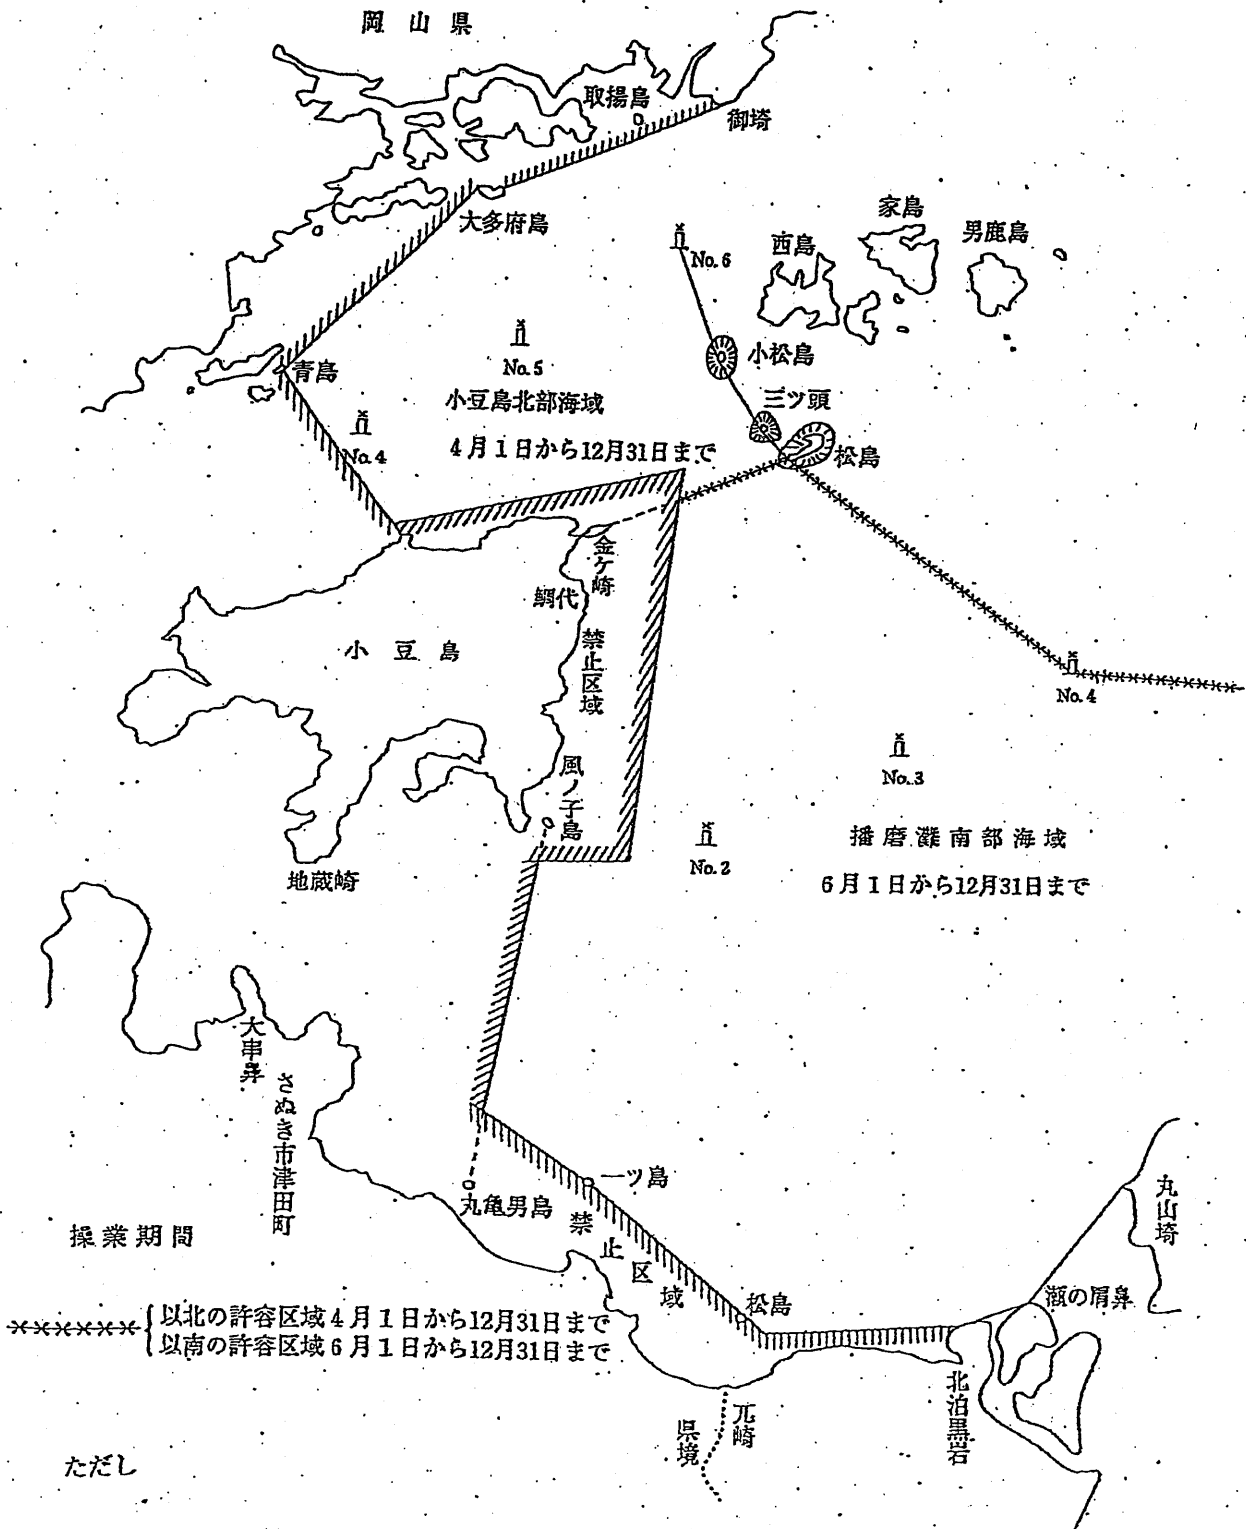 岡山県
取揚島
御埼
大多府島
家島
男鹿島
西島
No.6
小松島
No.5
青島
三ツ頭
小豆島北部海域
4月1日から12月31日まで
No.4
松島
金ケ崎
網代
禁止区域
小豆島
No.4
No.3
風ノ子島
No.2
播磨灘南部海域
6月1日から12月31日まで
地蔵崎
大串鼻
さぬき市津田町
一ツ島
丸亀男島
丸山埼
禁止区域
操業期間
松島
以北の許容区域4月1日から12月31日まで
以南の許容区域6月1日から12月31日まで
北泊黒岩
県境
ただし